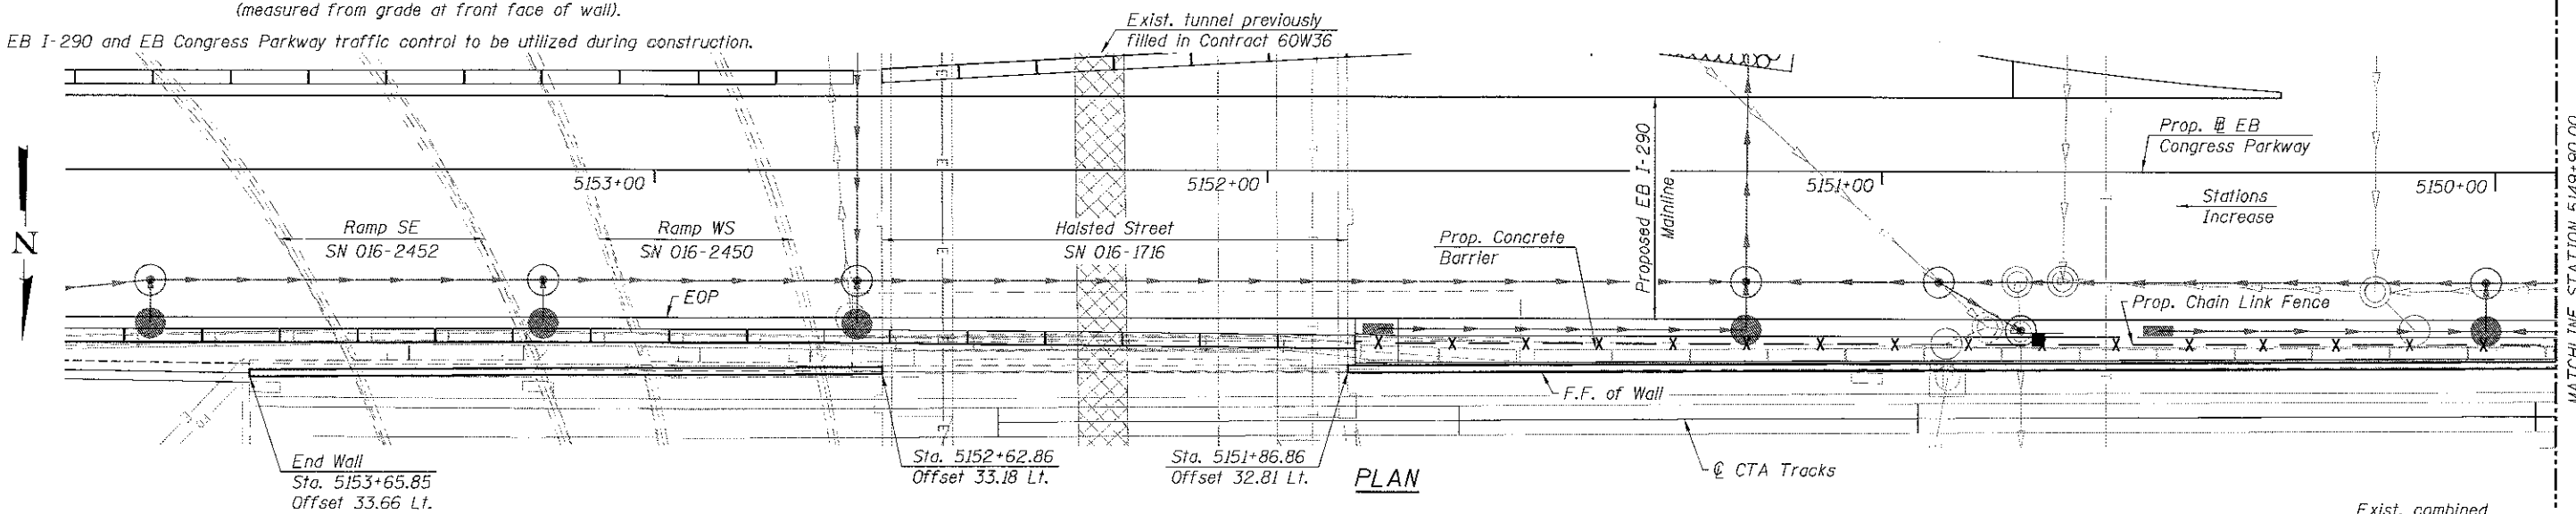 (measured from grade at front face of wall).
EB I-290 and EB Congress Parkway traffic control to be utilized during construction.
Exist. tunnel previously
filled in Contract 60W36
Prop. ⅊ EB
Congress Parkway
5153+00
5152+00
5151+00
5150+00
Stations
Increase
Proposed EB I-290
Mainline
MATCHLINE STATION 5149+90.00
N
Ramp SE
SN 016-2452
Ramp WS
SN 016-2450
Halsted Street
SN 016-1716
Prop. Concrete
Barrier
EOP
Prop. Chain Link Fence
F.F. of Wall
End Wall
Sta. 5153+65.85
Offset 33.66 Lt.
Sta. 5152+62.86
Offset 33.18 Lt.
Sta. 5151+86.86
Offset 32.81 Lt.
PLAN
℄ CTA Tracks
Exist. combined